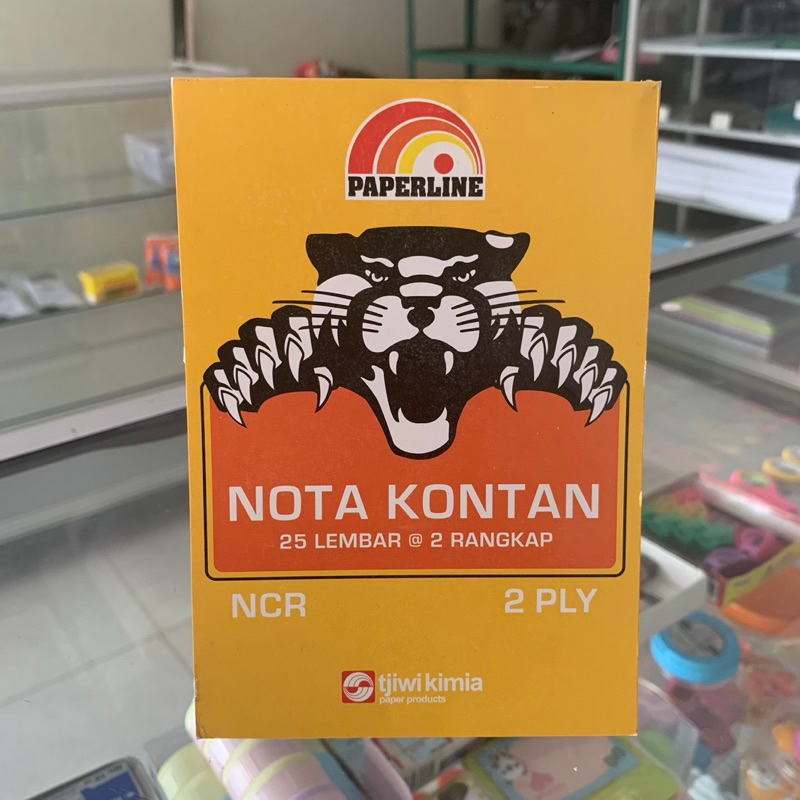 PAPERLINE
NOTA KONTAN
25 LEMBAR @ 2 RANGKAP
NCR
2 PLY
tjiwi kimia
paper products